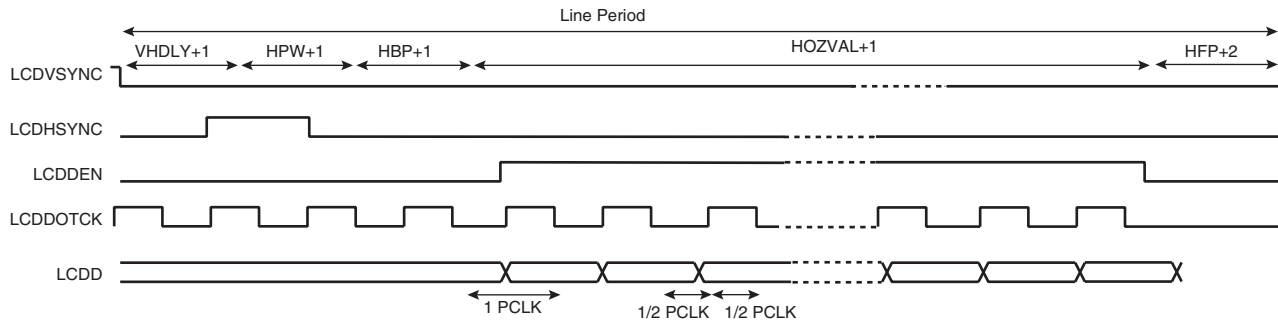 Line Period
VHDLY+1 HPW+1 HBP+1 HOZVAL+1 HFP+2
LCDVSYNC
LCDHSYNC
LCDDEN
LCDDOTCK
LCDD
1 PCLK 1/2 PCLK 1/2 PCLK